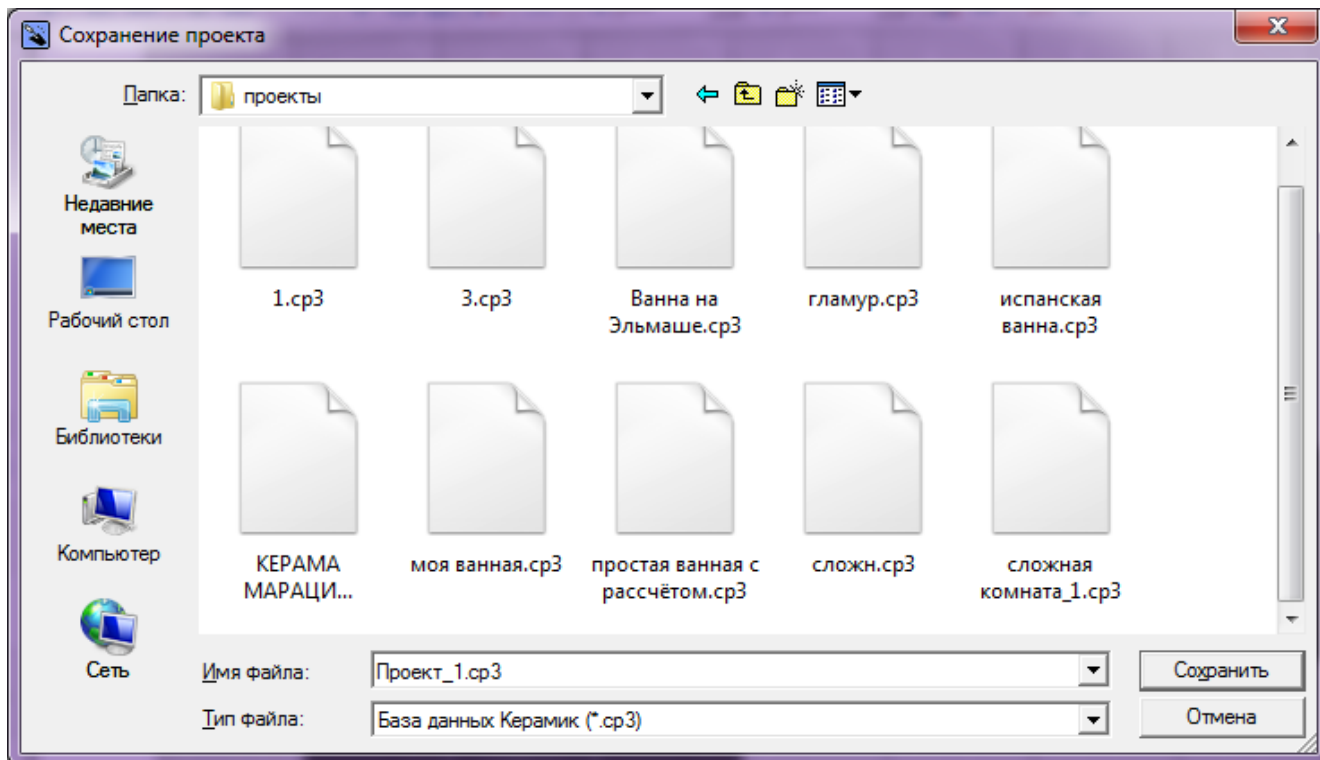 Сохранение проекта
Папка:
проекты
Недавние
места
Рабочий стол
Библиотеки
Компьютер
Сеть
1.cp3
3.cp3
Ванна на
Эльмаше.cp3
гламур.cp3
испанская
ванна.cp3
КЕРАМА
МАРАЦИ...
моя ванная.cp3
простая ванная с
рассчётом.cp3
сложн.cp3
сложная
комната_1.cp3
Имя файла:
Проект_1.cp3
Сохранить
Тип файла:
База данных Керамик (*.cp3)
Отмена